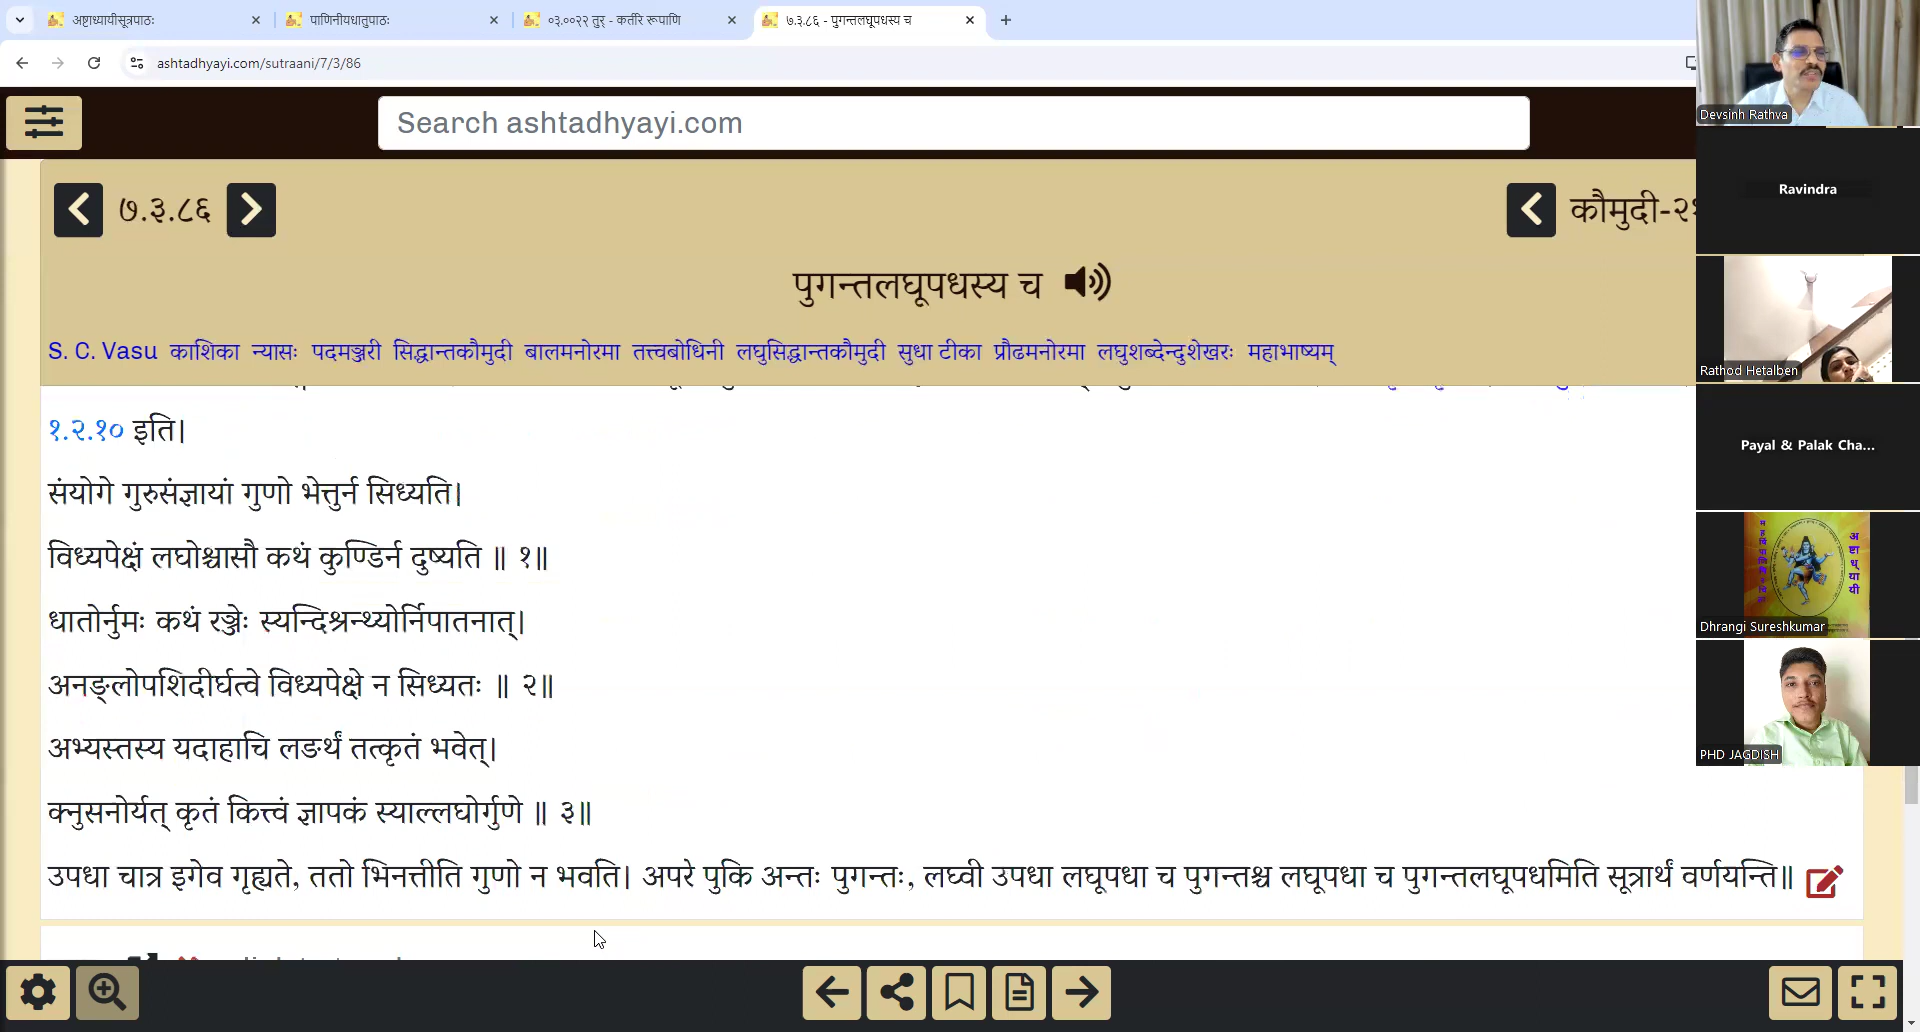 अष्टाध्यायीसूत्रपाठः
पाणिनीयधातुपाठः
०३.००२२ तुर् - कर्तरि रूपाणि
७.३.८६ - पुगन्तलघूपधस्य च
ashtadhyayi.com/sutraani/7/3/86
Search ashtadhyayi.com
७.३.८६
कौमुदी-२१
पुगन्तलघूपधस्य च
S. C. Vasu काशिका न्यासः पदमञ्जरी सिद्धान्तकौमुदी बालमनोरमा तत्त्वबोधिनी लघुसिद्धान्तकौमुदी सुधा टीका प्रौढमनोरमा लघुशब्देन्दुशेखरः महाभाष्यम्
१.२.१० इति।
संयोगे गुरुसंज्ञायां गुणो भेत्तुर्न सिध्यति।
विध्यपेक्षं लघोश्चासौ कथं कुण्डिर्न दुष्यति ॥ १॥
धातोर्नुमः कथं रञ्जेः स्यन्दिश्रन्थ्योर्निपातनात्।
अनङ्लोपशिदीर्घत्वे विध्यपेक्षे न सिध्यतः ॥ २॥
अभ्यस्तस्य यदाहाचि लङर्थं तत्कृतं भवेत्।
क्नुसनोर्यत् कृतं कित्त्वं ज्ञापकं स्याल्लघोर्गुणे ॥ ३॥
उपधा चात्र इगेव गृह्यते, ततो भिनत्तीति गुणो न भवति। अपरे पुकि अन्तः पुगन्तः, लघ्वी उपधा लघूपधा च पुगन्तश्च लघूपधा च पुगन्तलघूपधमिति सूत्रार्थं वर्णयन्ति॥
Devsinh Rathva
Ravindra
Rathod Hetalben
Payal & Palak Cha...
अष्टाध्यायी
Dhrangi Sureshkumar
PHD JAGDISH